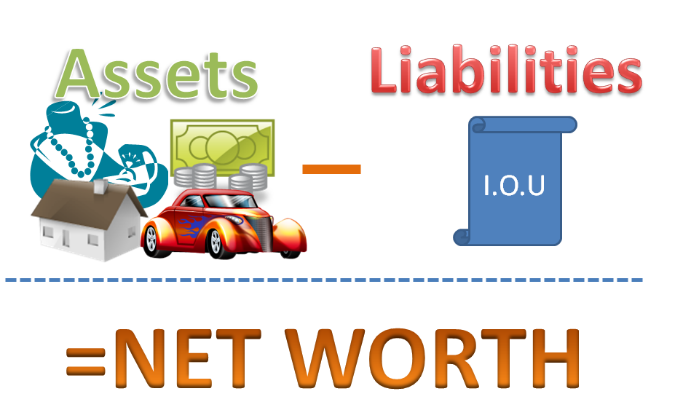 Assets
Liabilities
I.O.U
=NET WORTH